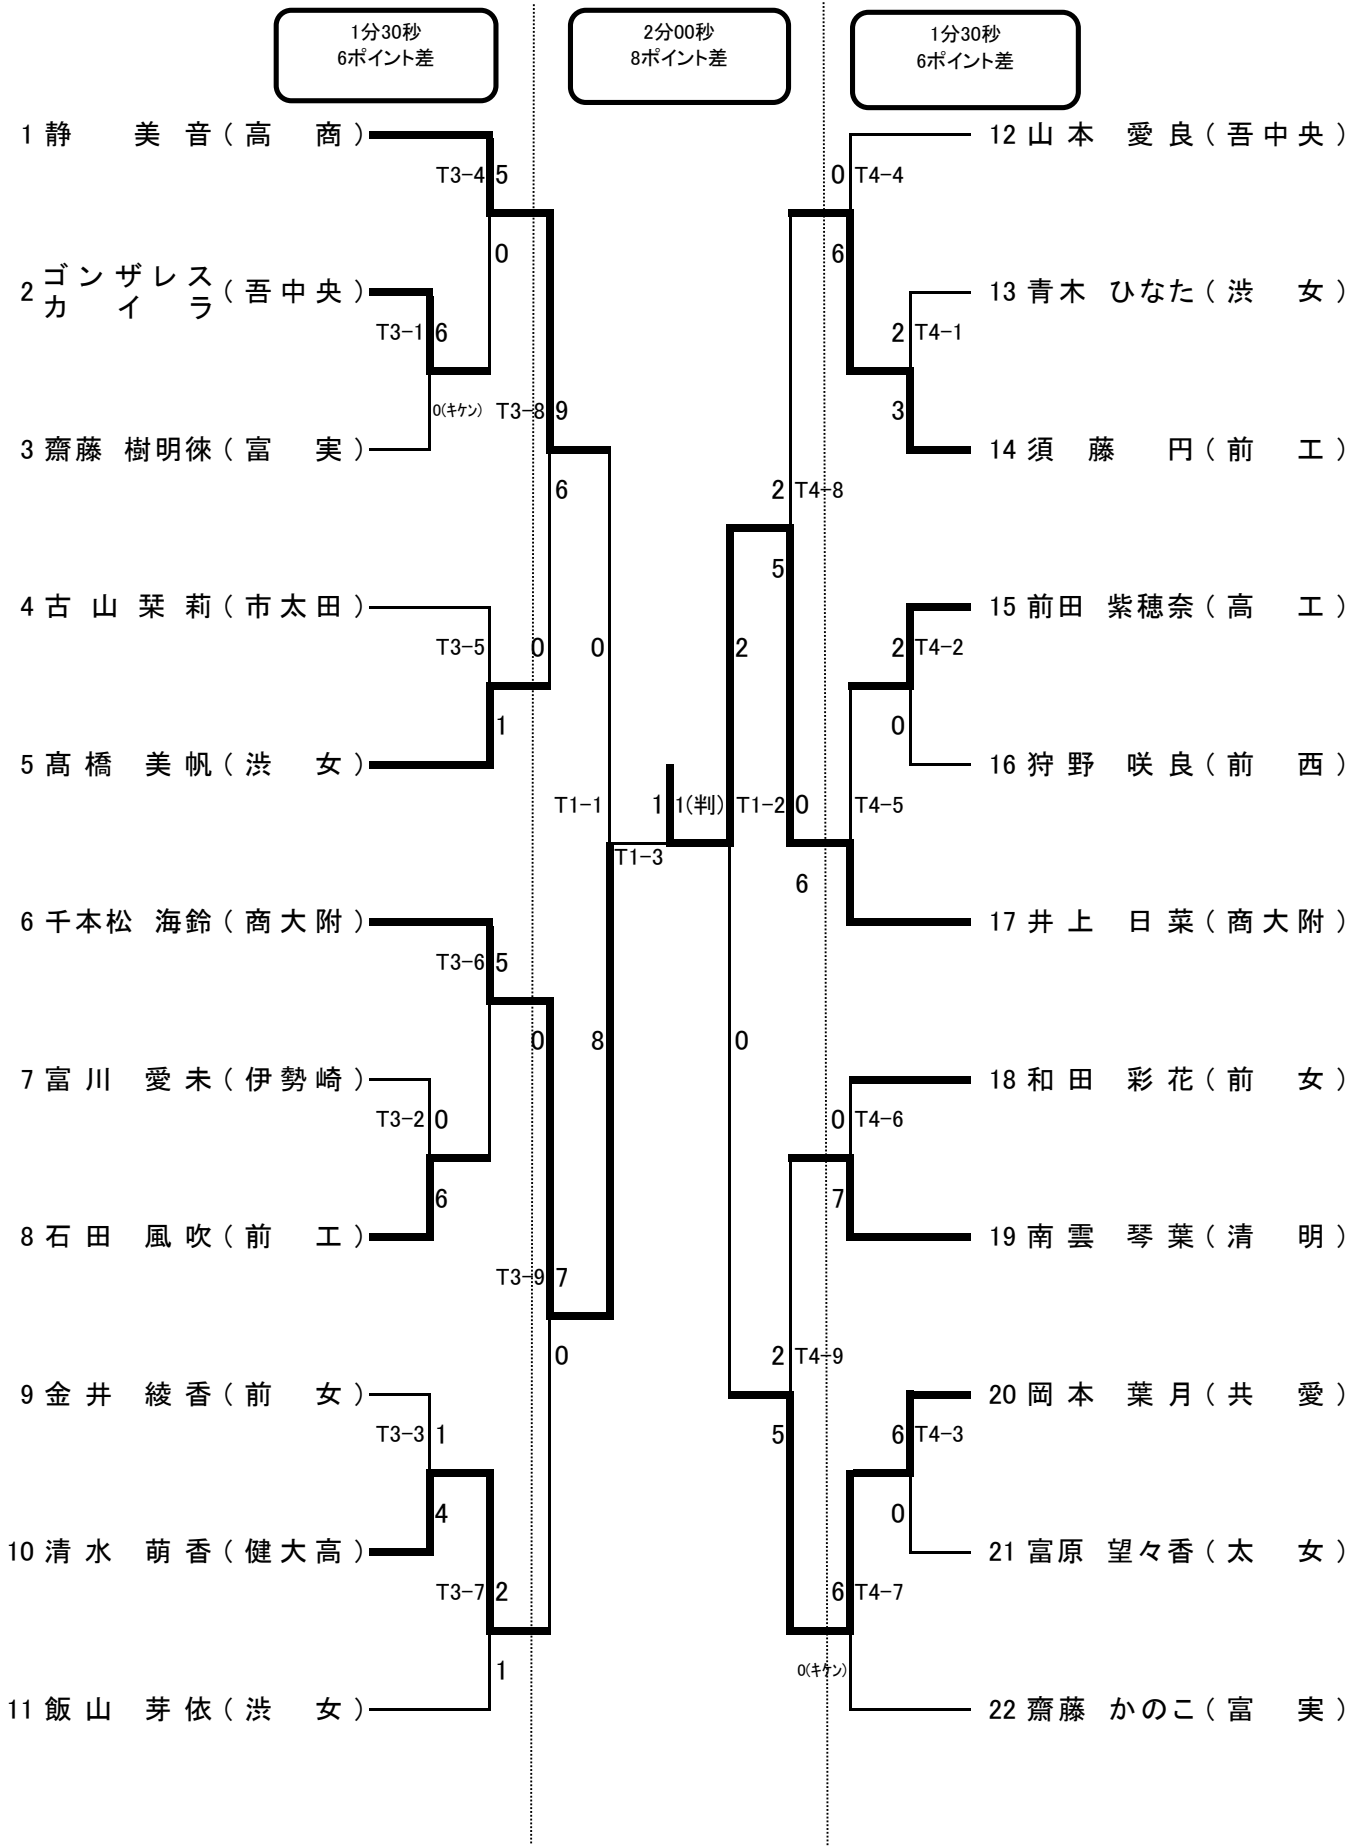 1分30秒
6ポイント差
2分00秒
8ポイント差
1分30秒
6ポイント差
1 静 美 音 ( 高 商 )
T3-4 5
0
2 ゴンザレス カイラ ( 吾中央 )
T3-1 6
0(キケン) T3-8 9
3 齋藤 樹明徠 ( 富 実 )
6
4 古 山 栞 莉 ( 市太田 )
T3-5 0 0
1
5 髙 橋 美 帆 ( 渋 女 )
T1-1
T1-3
1 1(判)
6 千本松 海鈴 ( 商大附 )
T3-6 5
0 8
7 富 川 愛 未 ( 伊勢崎 )
T3-2 0
6
8 石 田 風 吹 ( 前 工 )
T3-9 7
0
9 金 井 綾 香 ( 前 女 )
T3-3 1
4
10 清 水 萌 香 ( 健大高 )
T3-7 2
1
11 飯 山 芽 依 ( 渋 女 )
12 山 本 愛 良 ( 吾中央 )
0 T4-4
6
13 青木 ひなた ( 渋 女 )
2 T4-1
3
14 須 藤 円 ( 前 工 )
2 T4-8
5
15 前田 紫穂奈 ( 高 工 )
2 2 T4-2
0
16 狩 野 咲 良 ( 前 西 )
T1-2 0 T4-5
6
17 井 上 日 菜 ( 商大附 )
0
18 和 田 彩 花 ( 前 女 )
0 T4-6
7
19 南 雲 琴 葉 ( 清 明 )
2 T4-9
5
20 岡 本 葉 月 ( 共 愛 )
6 T4-3
0
21 富原 望々香 ( 太 女 )
6 T4-7
0(キケン)
22 齋藤 かのこ ( 富 実 )